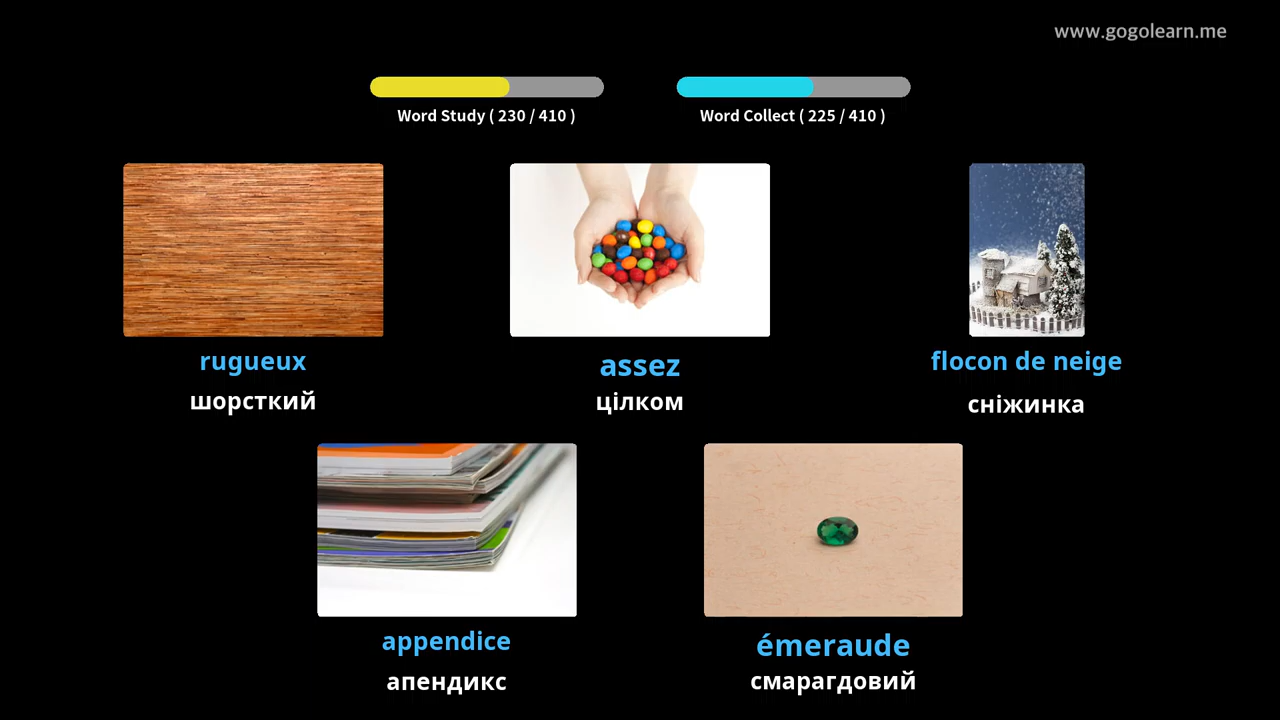 www.gogolearn.me
Word Study ( 230 / 410 )
Word Collect ( 225 / 410 )
rugueux
шорсткий
assez
цілком
flocon de neige
сніжинка
appendice
апендикс
émeraude
смарагдовий